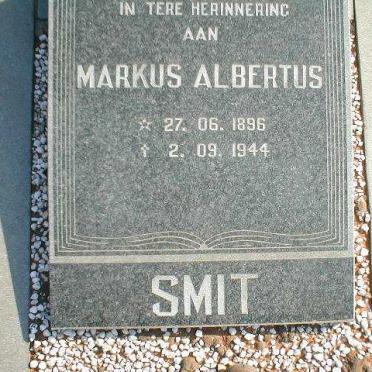 IN TERE HERINNERING
AAN
MARKUS ALBERTUS
☆ 27. 06. 1896
† 2. 09. 1944
SMIT